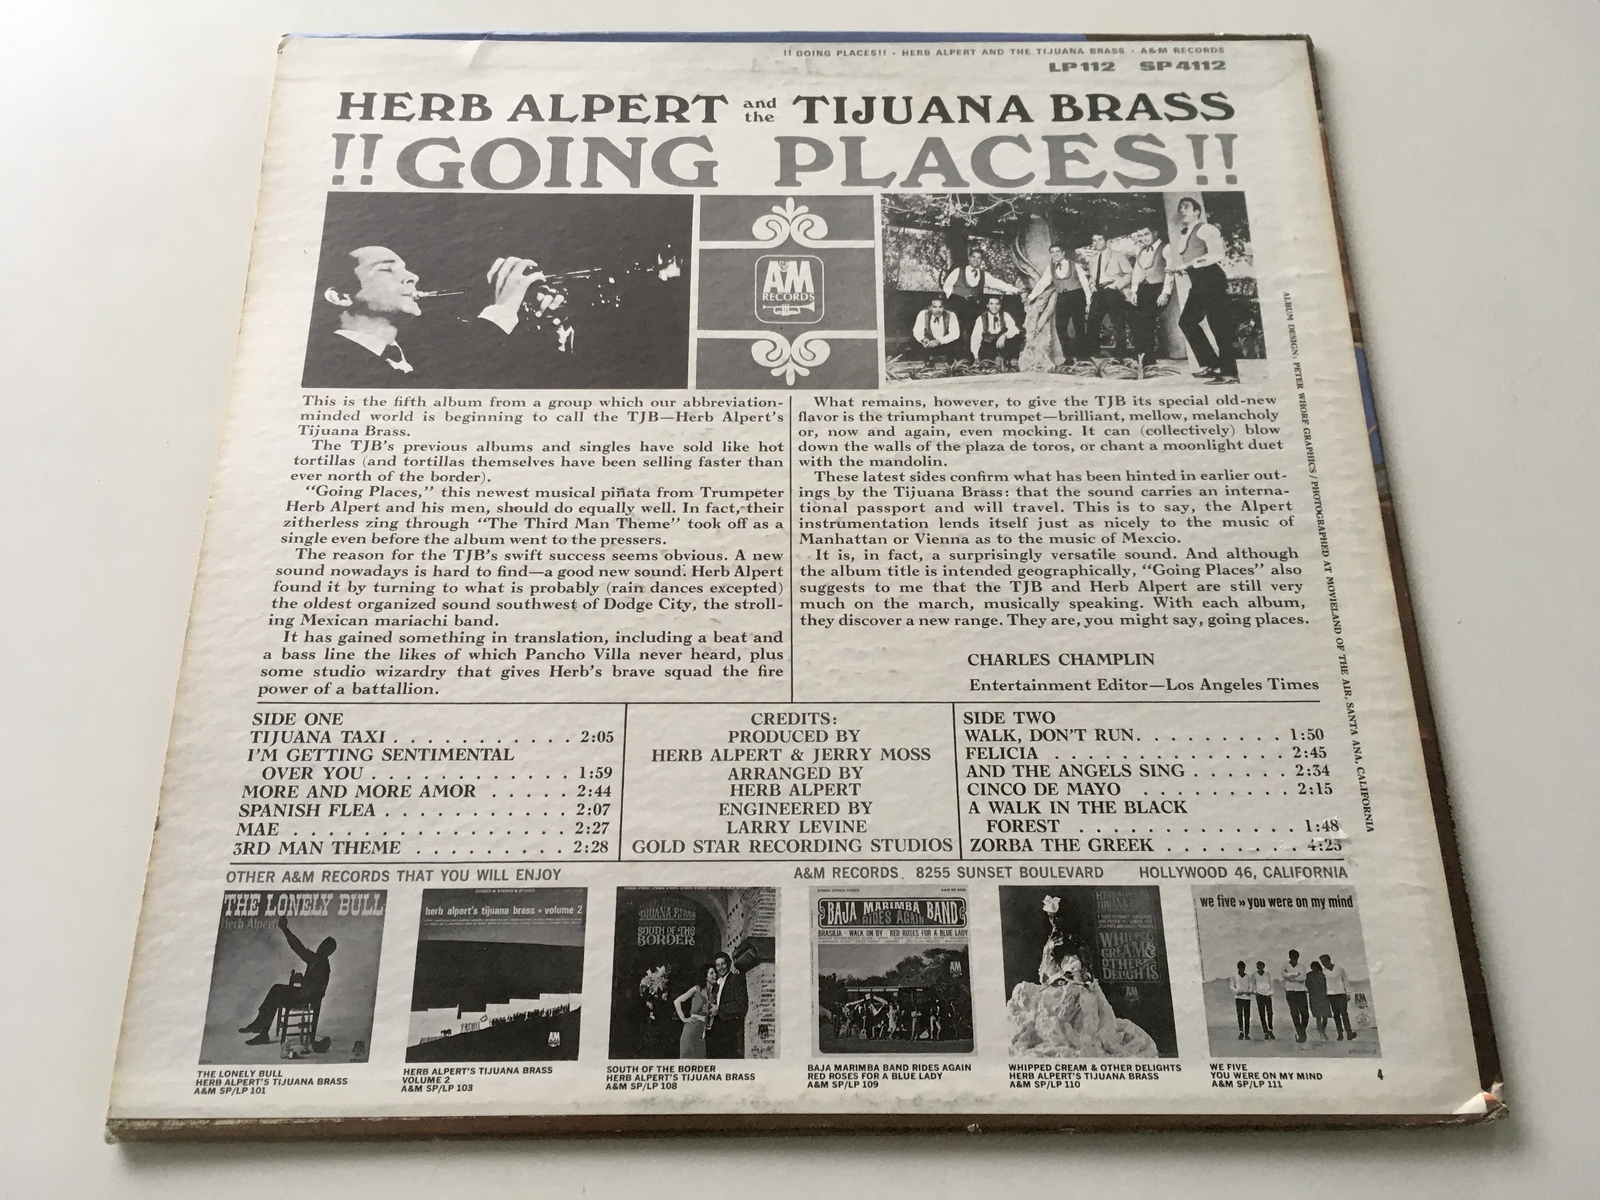 !! GOING PLACES!! • HERB ALPERT AND THE TIJUANA BRASS • A&M RECORDS
LP 112 SP 4112
HERB ALPERT and the TIJUANA BRASS
!! GOING PLACES !!
A&M
RECORDS
This is the fifth album from a group which our abbreviation-
minded world is beginning to call the TJB—Herb Alpert's
Tijuana Brass.
The TJB's previous albums and singles have sold like hot
tortillas (and tortillas themselves have been selling faster than
ever north of the border).
"Going Places," this newest musical piñata from Trumpeter
Herb Alpert and his men, should do equally well. In fact, their
zitherless zing through "The Third Man Theme" took off as a
single even before the album went to the pressers.
The reason for the TJB's swift success seems obvious. A new
sound nowadays is hard to find—a good new sound. Herb Alpert
found it by turning to what is probably (rain dances excepted)
the oldest organized sound southwest of Dodge City, the stroll-
ing Mexican mariachi band.
It has gained something in translation, including a beat and
a bass line the likes of which Pancho Villa never heard, plus
some studio wizardry that gives Herb's brave squad the fire
power of a battallion.
What remains, however, to give the TJB its special old-new
flavor is the triumphant trumpet—brilliant, mellow, melancholy
or, now and again, even mocking. It can (collectively) blow
down the walls of the plaza de toros, or chant a moonlight duet
with the mandolin.
These latest sides confirm what has been hinted in earlier out-
ings by the Tijuana Brass: that the sound carries an interna-
tional passport and will travel. This is to say, the Alpert
instrumentation lends itself just as nicely to the music of
Manhattan or Vienna as to the music of Mexcio.
It is, in fact, a surprisingly versatile sound. And although
the album title is intended geographically, "Going Places" also
suggests to me that the TJB and Herb Alpert are still very
much on the march, musically speaking. With each album,
they discover a new range. They are, you might say, going places.
CHARLES CHAMPLIN
Entertainment Editor—Los Angeles Times
ALBUM DESIGN: PETER WHORF GRAPHICS / PHOTOGRAPHED AT MOVIELAND OF THE AIR, SANTA ANA, CALIFORNIA
SIDE ONE
TIJUANA TAXI . . . . . . . . . . . 2:05
I'M GETTING SENTIMENTAL
OVER YOU . . . . . . . . . . . . 1:59
MORE AND MORE AMOR . . . . . 2:44
SPANISH FLEA . . . . . . . . . . . 2:07
MAE . . . . . . . . . . . . . . . . 2:27
3RD MAN THEME . . . . . . . . . 2:28
CREDITS:
PRODUCED BY
HERB ALPERT & JERRY MOSS
ARRANGED BY
HERB ALPERT
ENGINEERED BY
LARRY LEVINE
GOLD STAR RECORDING STUDIOS
SIDE TWO
WALK, DON'T RUN. . . . . . . . . 1:50
FELICIA . . . . . . . . . . . . . . 2:45
AND THE ANGELS SING . . . . . . 2:34
CINCO DE MAYO . . . . . . . . . 2:15
A WALK IN THE BLACK
FOREST . . . . . . . . . . . . . 1:48
ZORBA THE GREEK . . . . . . . . 4:25
OTHER A&M RECORDS THAT YOU WILL ENJOY
A&M RECORDS. 8255 SUNSET BOULEVARD HOLLYWOOD 46, CALIFORNIA
THE LONELY BULL
Herb Alpert
herb alpert's tijuana brass • volume 2
TIJUANA BRASS
SOUTH OF THE
BORDER
BAJA MARIMBA BAND
RIDES AGAIN
BRASILIA • WALK ON BY RED ROSES FOR A BLUE LADY
HERB ALPERT'S
TIJUANA BRASS
WHIPPED
CREAM &
OTHER
DELIGHTS
we five » you were on my mind
THE LONELY BULL
HERB ALPERT'S TIJUANA BRASS
A&M SP/LP 101
HERB ALPERT'S TIJUANA BRASS
VOLUME 2
A&M SP/LP 103
SOUTH OF THE BORDER
HERB ALPERT'S TIJUANA BRASS
A&M SP/LP 108
BAJA MARIMBA BAND RIDES AGAIN
RED ROSES FOR A BLUE LADY
A&M SP/LP 109
WHIPPED CREAM & OTHER DELIGHTS
HERB ALPERT'S TIJUANA BRASS
A&M SP/LP 110
WE FIVE
YOU WERE ON MY MIND
A&M SP/LP 111
4